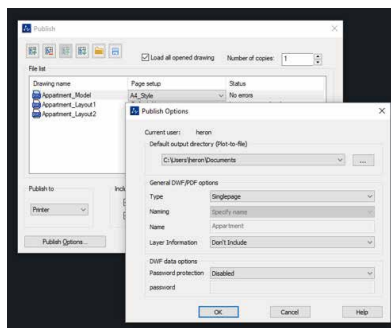 Publish
Load all opened drawing
Number of copies: 1
File list
Drawing name Page setup Status
Appartment_Model A4_Style No errors
Appartment_Layout1
Appartment_Layout2
Publish to
Printer
Publish Options...
Publish Options
Current user: heron
Default output directory (Plot-to-file)
C:\Users\heron\Documents ...
General DWF/PDF options
Type Singlepage
Naming Specify name
Name Appartment
Layer Information Don't Include
DWF data options
Password protection Disabled
password
OK Cancel Help